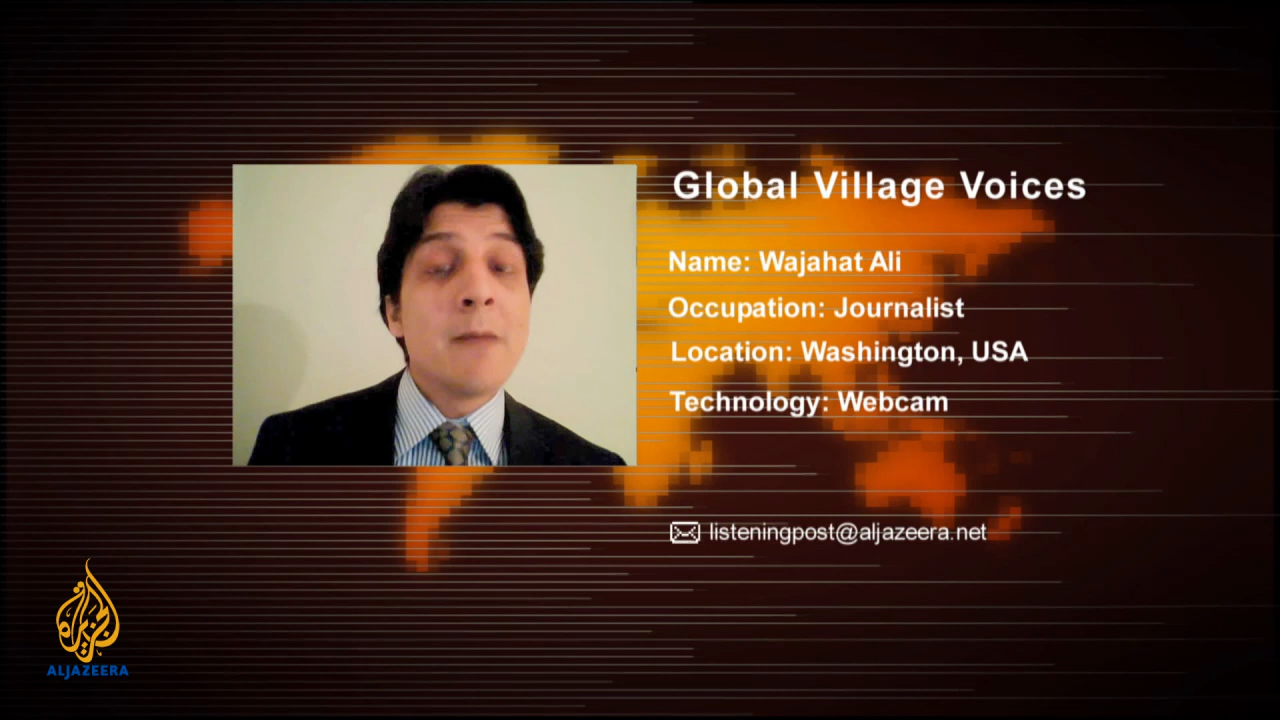 Global Village Voices
Name: Wajahat Ali
Occupation: Journalist
Location: Washington, USA
Technology: Webcam
listeningpost@aljazeera.net
الجزيرة
ALJAZEERA